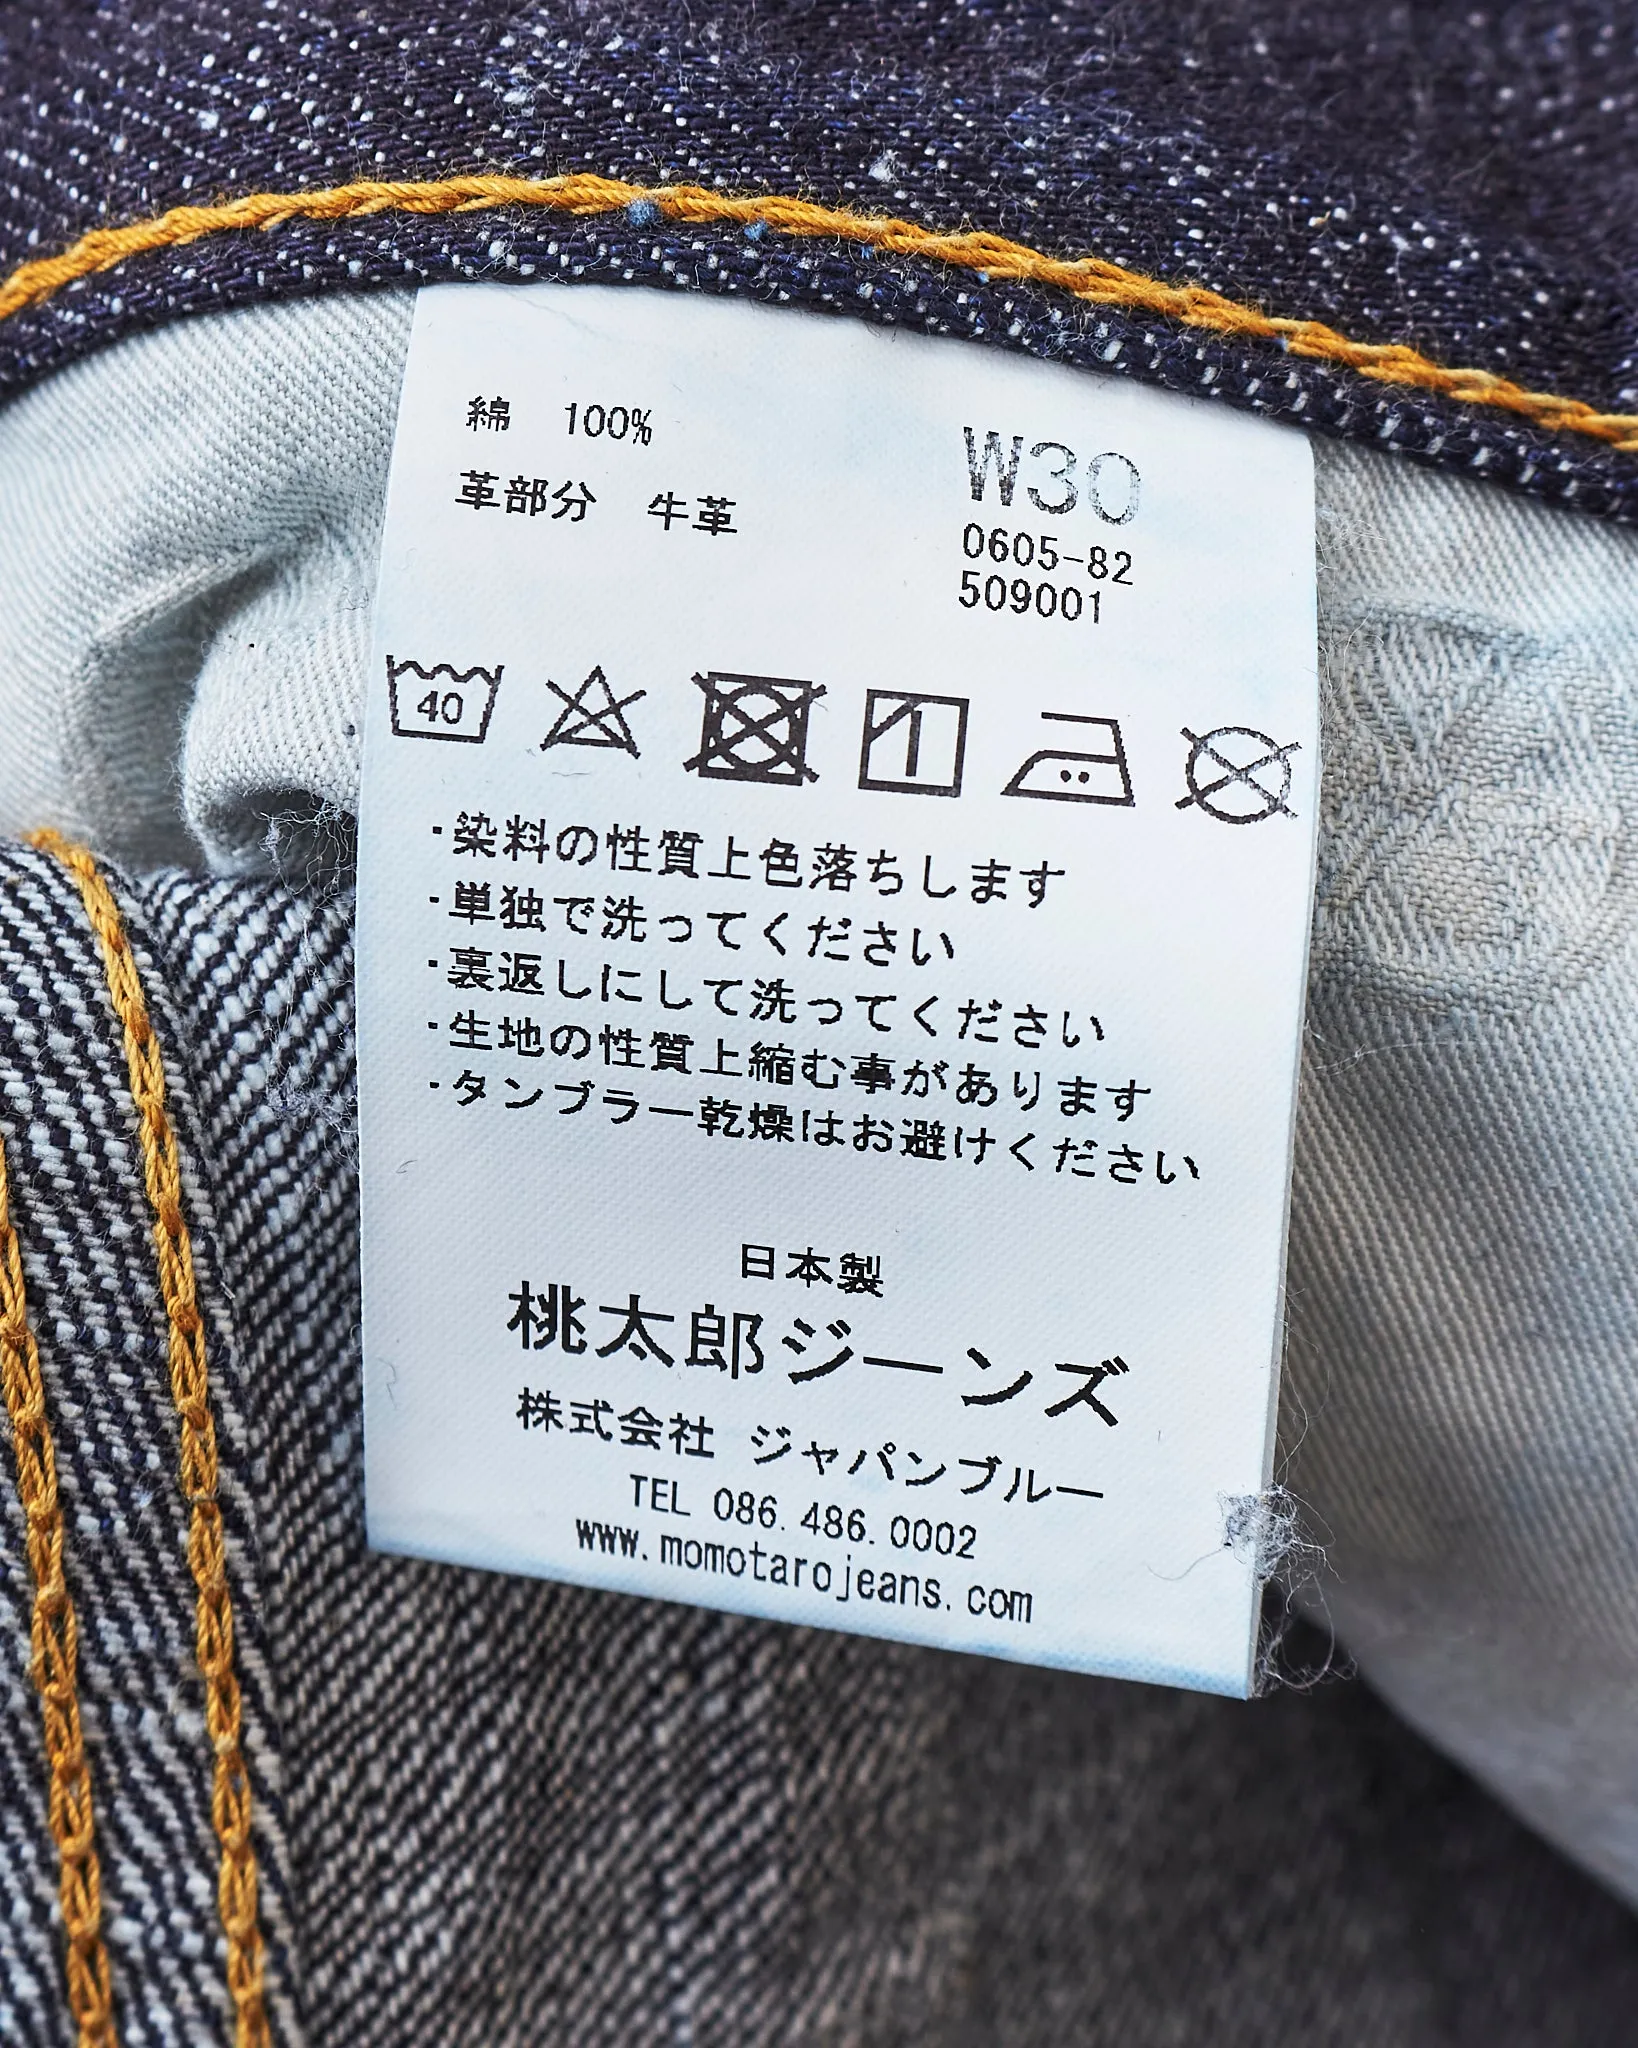 綿 100%
革部分 牛革
W30
0605-82
509001
40
・染料の性質上色落ちします
・単独で洗ってください
・裏返しにして洗ってください
・生地の性質上縮む事があります
・タンブラー乾燥はお避けください
日本製
桃太郎ジーンズ
株式会社 ジャパンブルー
TEL 086.486.0002
www.momotarojeans.com